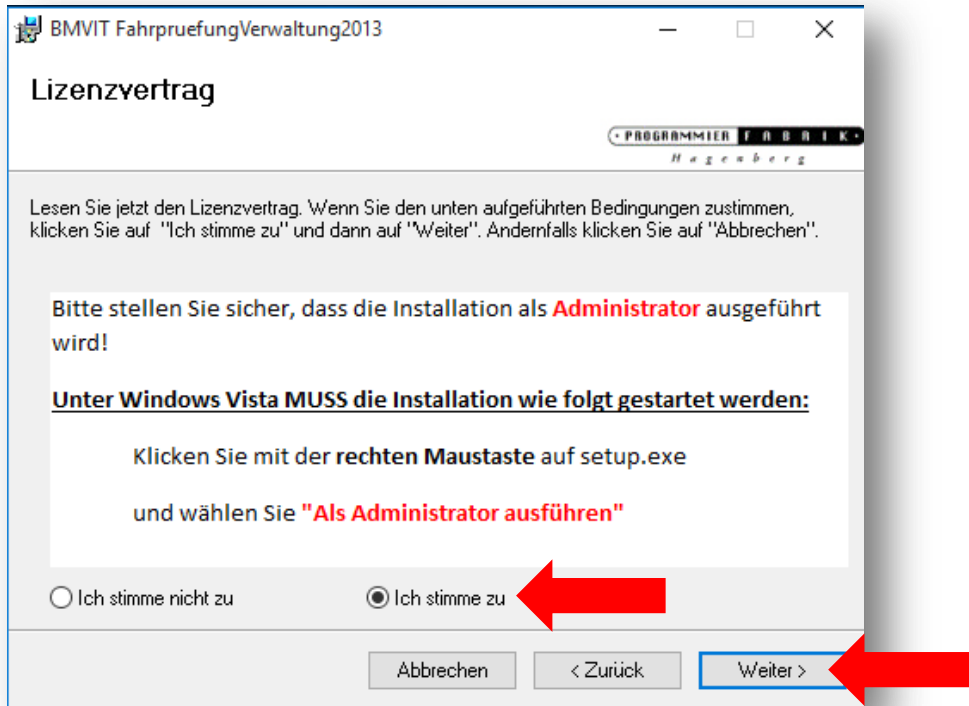 BMVIT FahrpruefungVerwaltung2013
Lizenzvertrag
PROGRAMMIER FABRIK
Hagenberg
Lesen Sie jetzt den Lizenzvertrag. Wenn Sie den unten aufgeführten Bedingungen zustimmen,
klicken Sie auf "Ich stimme zu" und dann auf "Weiter". Andernfalls klicken Sie auf "Abbrechen".
Bitte stellen Sie sicher, dass die Installation als Administrator ausgeführt
wird!
Unter Windows Vista MUSS die Installation wie folgt gestartet werden:
Klicken Sie mit der rechten Maustaste auf setup.exe
und wählen Sie "Als Administrator ausführen"
Ich stimme nicht zu Ich stimme zu
Abbrechen < Zurück Weiter >